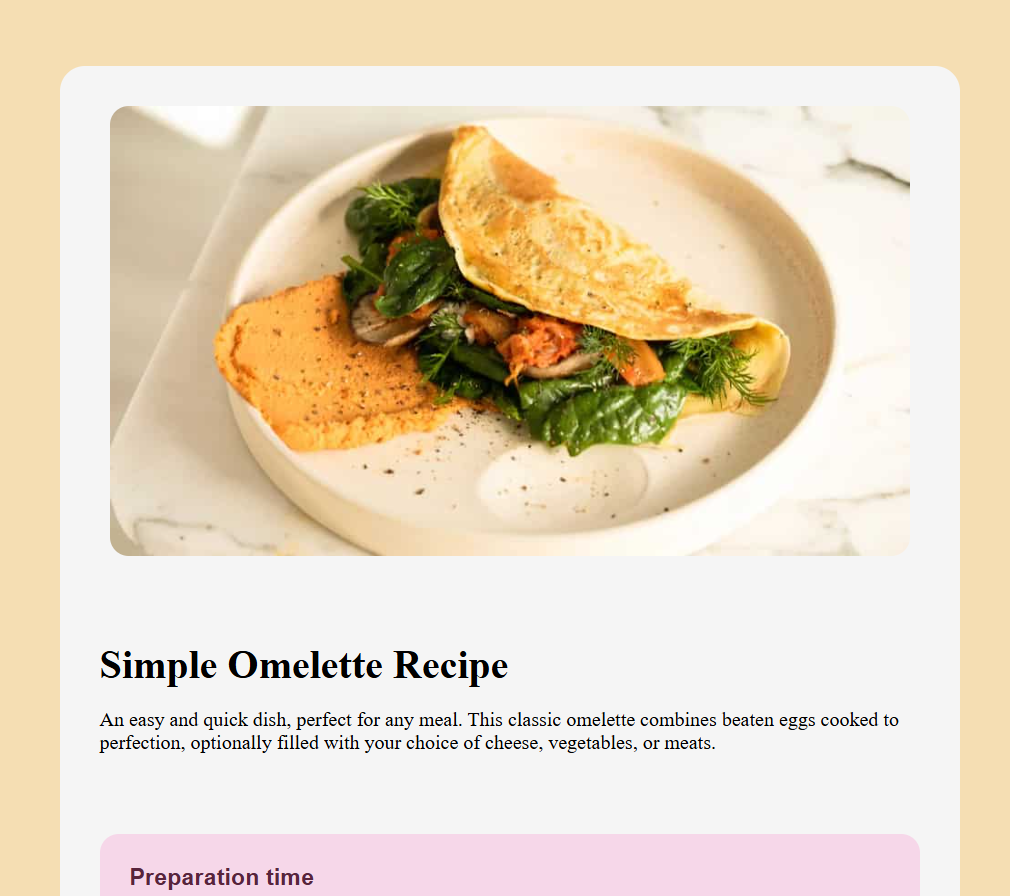 Simple Omelette Recipe
An easy and quick dish, perfect for any meal. This classic omelette combines beaten eggs cooked to
perfection, optionally filled with your choice of cheese, vegetables, or meats.
Preparation time